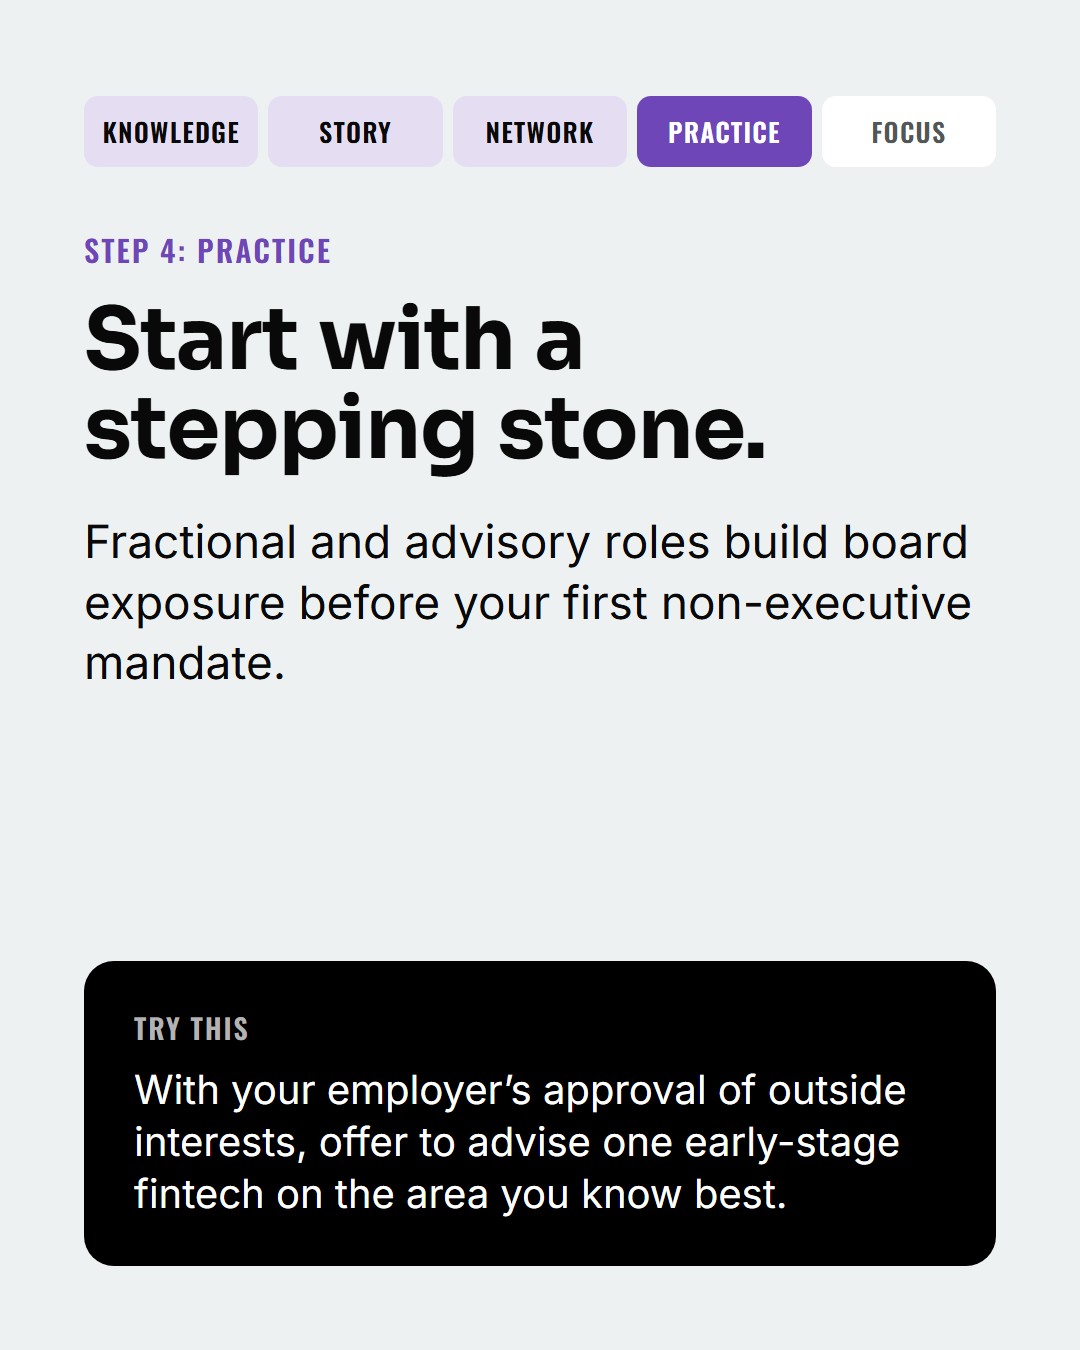 KNOWLEDGE STORY NETWORK PRACTICE FOCUS
STEP 4: PRACTICE
Start with a
stepping stone.
Fractional and advisory roles build board
exposure before your first non-executive
mandate.
TRY THIS
With your employer’s approval of outside
interests, offer to advise one early-stage
fintech on the area you know best.